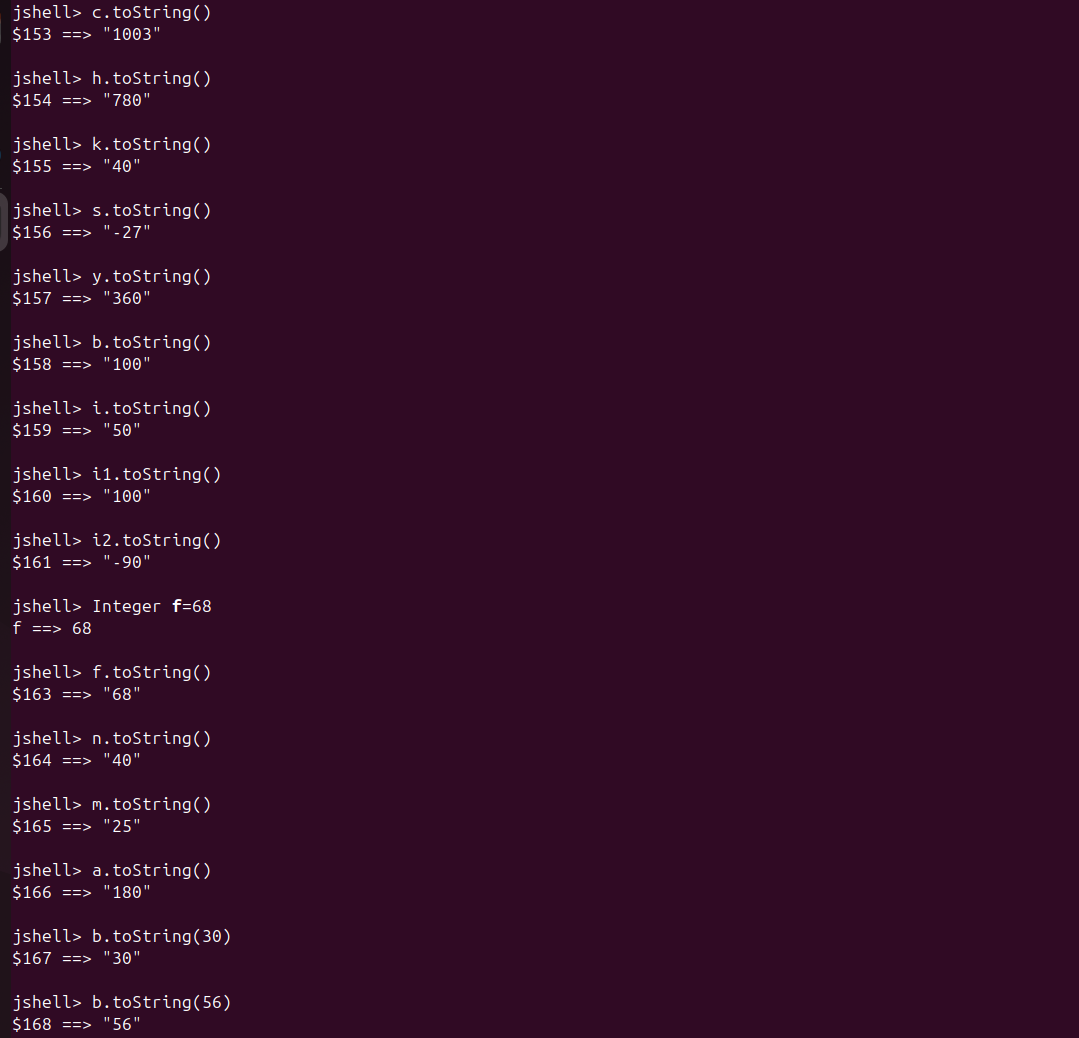 jshell> c.toString()
$153 ==> "1003"
jshell> h.toString()
$154 ==> "780"
jshell> k.toString()
$155 ==> "40"
jshell> s.toString()
$156 ==> "-27"
jshell> y.toString()
$157 ==> "360"
jshell> b.toString()
$158 ==> "100"
jshell> i.toString()
$159 ==> "50"
jshell> i1.toString()
$160 ==> "100"
jshell> i2.toString()
$161 ==> "-90"
jshell> Integer f=68
f ==> 68
jshell> f.toString()
$163 ==> "68"
jshell> n.toString()
$164 ==> "40"
jshell> m.toString()
$165 ==> "25"
jshell> a.toString()
$166 ==> "180"
jshell> b.toString(30)
$167 ==> "30"
jshell> b.toString(56)
$168 ==> "56"